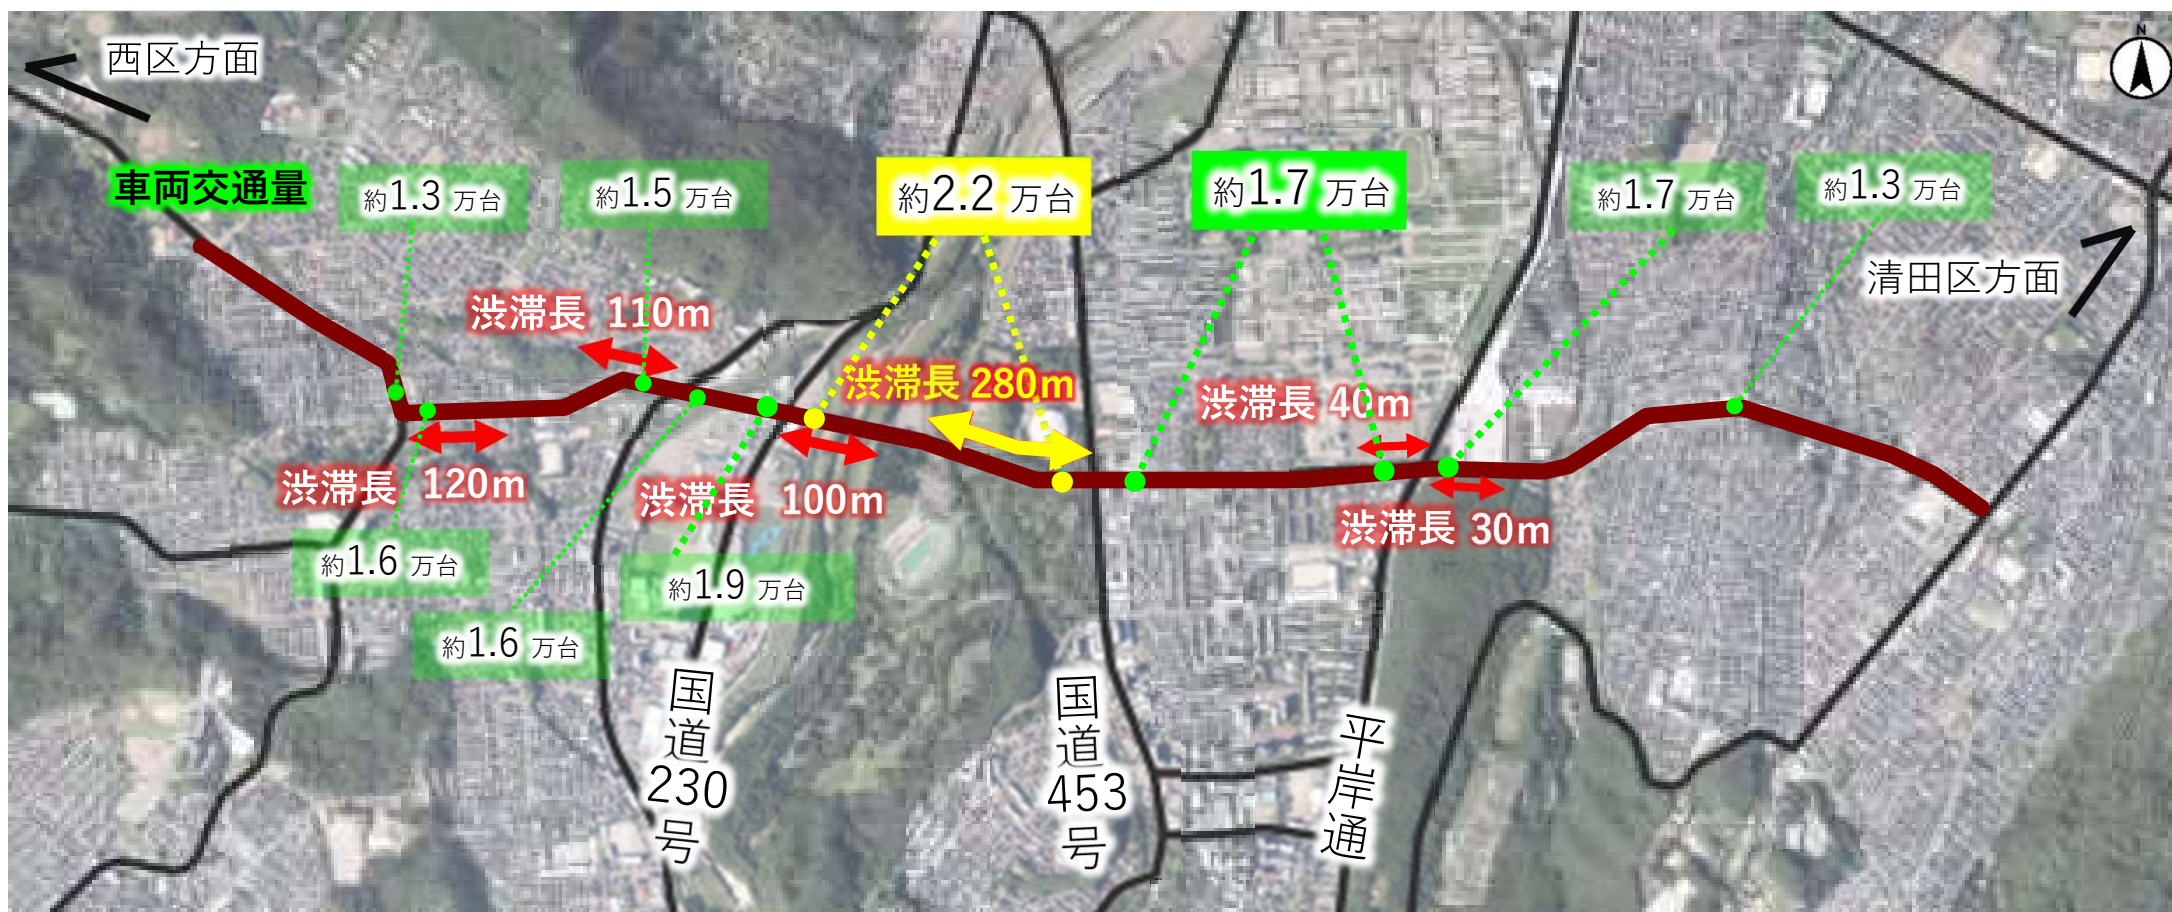 西区方面
N
車両交通量
約1.3 万台
約1.5 万台
約2.2 万台
約1.7 万台
約1.7 万台
約1.3 万台
清田区方面
渋滞長 110m
渋滞長 280m
渋滞長 40m
渋滞長 120m
渋滞長 100m
渋滞長 30m
約1.6 万台
約1.9 万台
約1.6 万台
国道230号
国道453号
平岸通